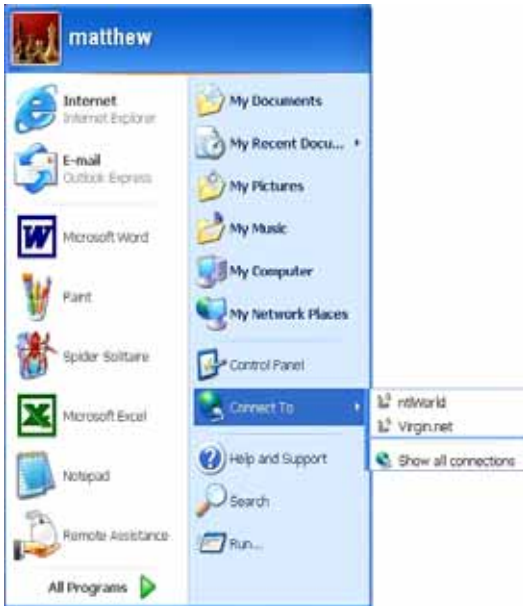 matthew
Internet
Internet Explorer
E-mail
Outlook Express
Microsoft Word
Paint
Spider Solitaire
Microsoft Excel
Notepad
Remote Assistance
All Programs
My Documents
My Recent Docu...
My Pictures
My Music
My Computer
My Network Places
Control Panel
Connect To
Help and Support
Search
Run...
ntlWorld
Virgin.net
Show all connections